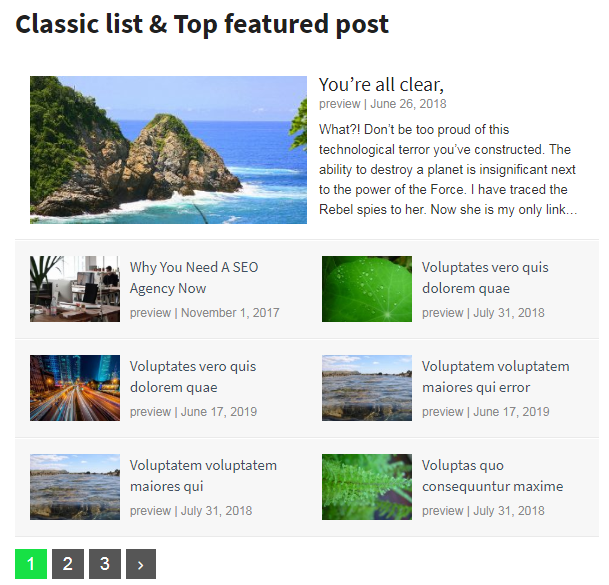 Classic list & Top featured post
You're all clear,
preview | June 26, 2018
What?! Don't be too proud of this
technological terror you've constructed. The
ability to destroy a planet is insignificant next
to the power of the Force. I have traced the
Rebel spies to her. Now she is my only link…
Why You Need A SEO
Agency Now
preview | November 1, 2017
Voluptates vero quis
dolorem quae
preview | July 31, 2018
Voluptates vero quis
dolorem quae
preview | June 17, 2019
Voluptatem voluptatem
maiores qui error
preview | June 17, 2019
Voluptatem voluptatem
maiores qui
preview | July 31, 2018
Voluptas quo
consequuntur maxime
preview | July 31, 2018
1 2 3 ›